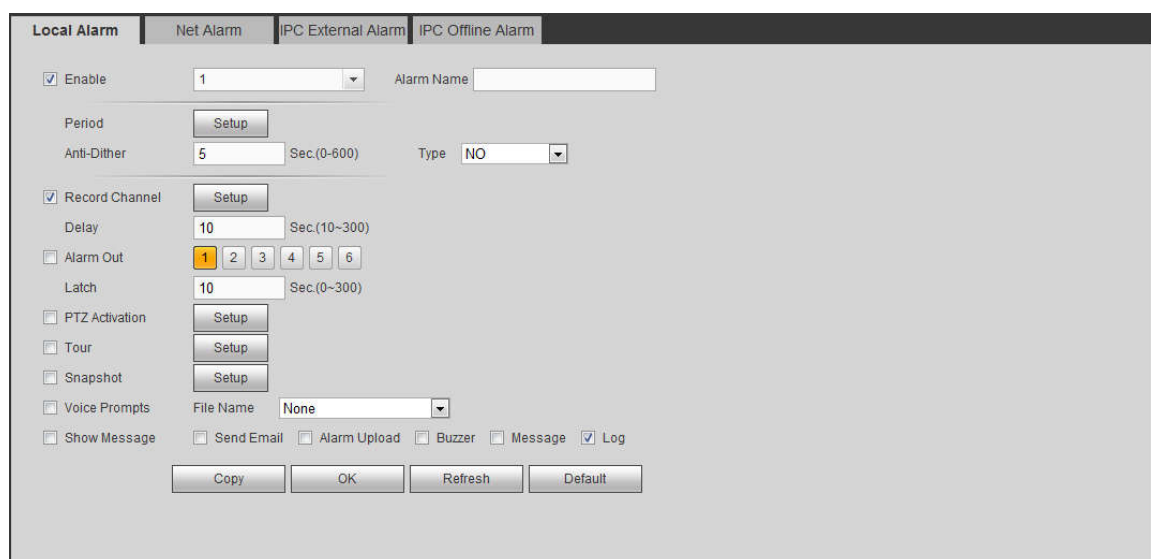 Local Alarm Net Alarm IPC External Alarm IPC Offline Alarm
Enable 1 Alarm Name
Period Setup
Anti-Dither 5 Sec.(0-600) Type NO
Record Channel Setup
Delay 10 Sec.(10~300)
Alarm Out 1 2 3 4 5 6
Latch 10 Sec.(0~300)
PTZ Activation Setup
Tour Setup
Snapshot Setup
Voice Prompts File Name None
Show Message Send Email Alarm Upload Buzzer Message Log
Copy OK Refresh Default